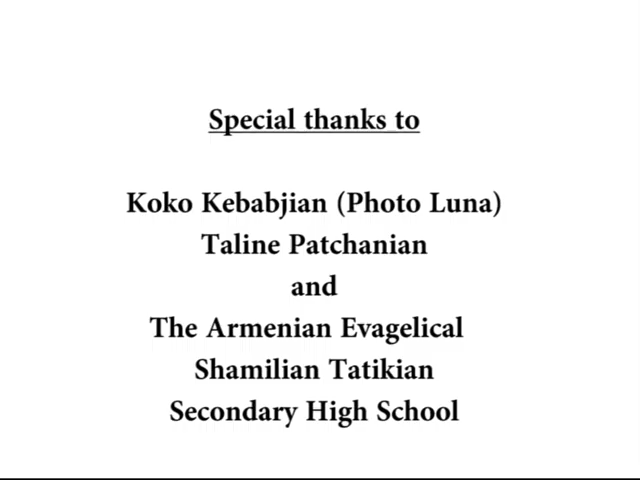 Special thanks to
Koko Kebabjian (Photo Luna)
Taline Patchanian
and
The Armenian Evagelical
Shamilian Tatikian
Secondary High School